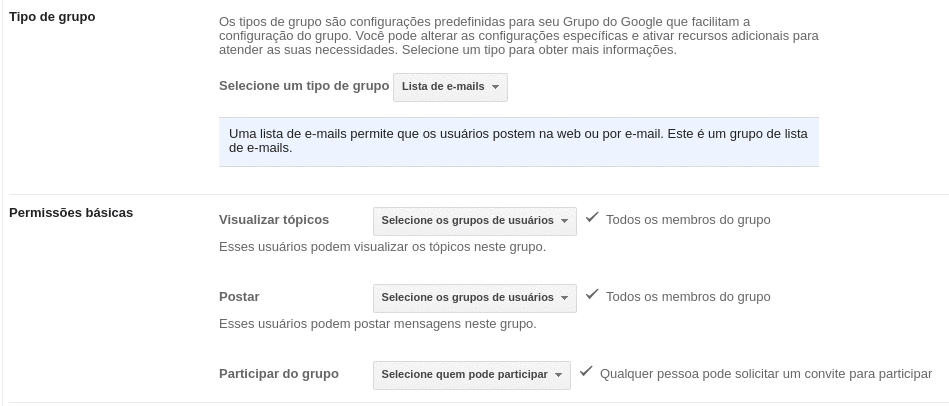 Tipo de grupo
Os tipos de grupo são configurações predefinidas para seu Grupo do Google que facilitam a
configuração do grupo. Você pode alterar as configurações específicas e ativar recursos adicionais para
atender as suas necessidades. Selecione um tipo para obter mais informações.
Selecione um tipo de grupo Lista de e-mails
Uma lista de e-mails permite que os usuários postem na web ou por e-mail. Este é um grupo de lista
de e-mails.
Permissões básicas
Visualizar tópicos Selecione os grupos de usuários Todos os membros do grupo
Esses usuários podem visualizar os tópicos neste grupo.
Postar Selecione os grupos de usuários Todos os membros do grupo
Esses usuários podem postar mensagens neste grupo.
Participar do grupo Selecione quem pode participar Qualquer pessoa pode solicitar um convite para participar